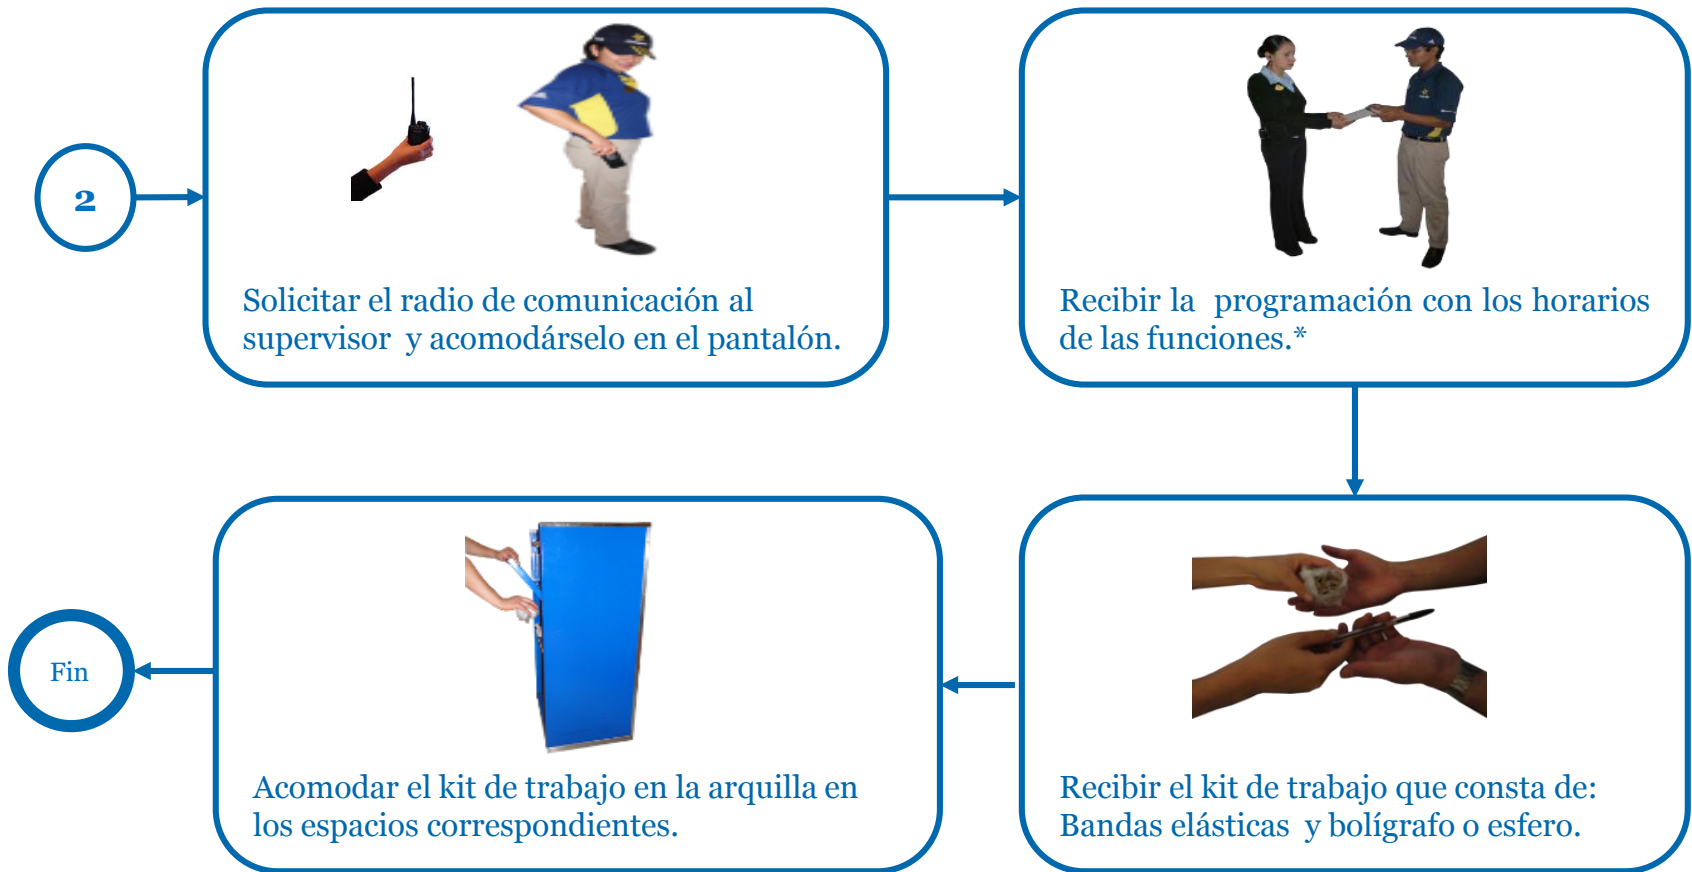 2
Solicitar el radio de comunicación al
supervisor y acomodárselo en el pantalón.
Recibir la programación con los horarios
de las funciones.*
Recibir el kit de trabajo que consta de:
Bandas elásticas y bolígrafo o esfero.
Acomodar el kit de trabajo en la arquilla en
los espacios correspondientes.
Fin